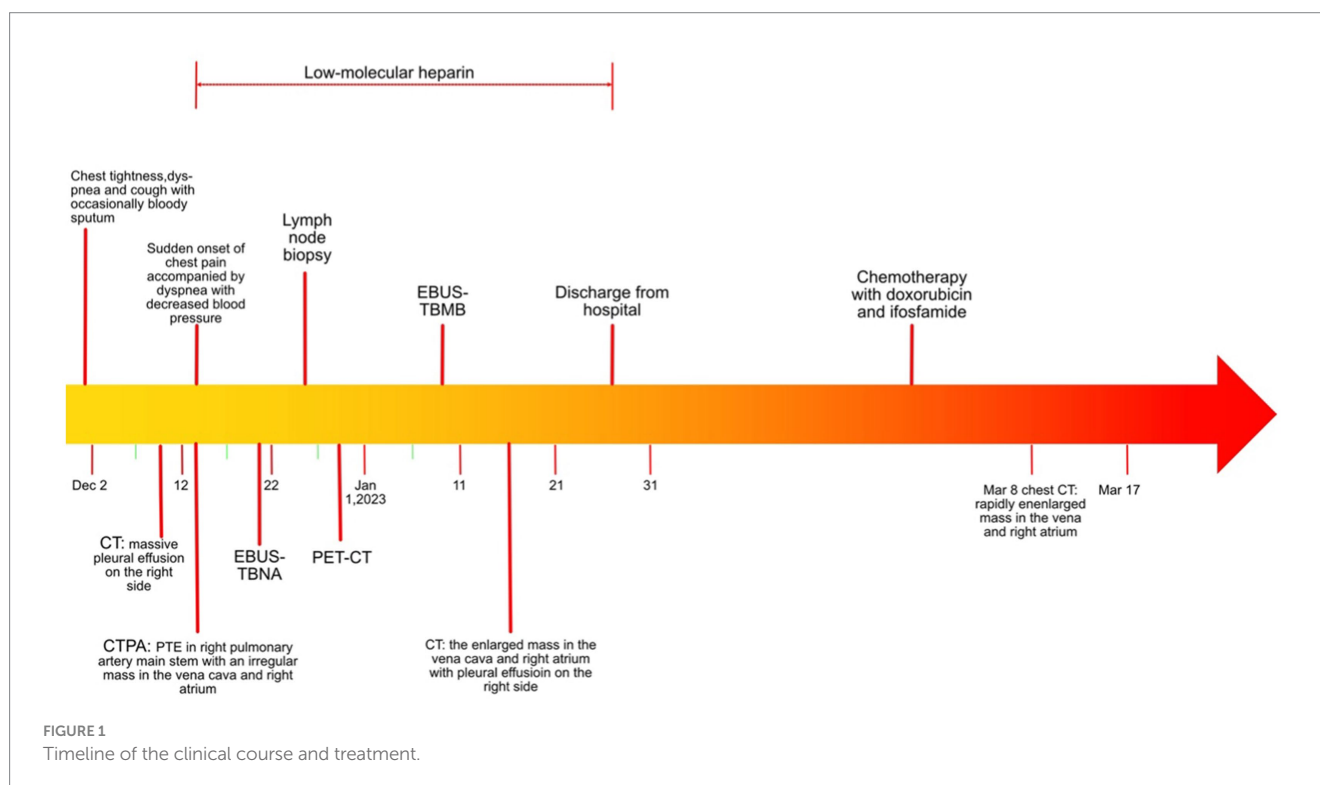 Low-molecular heparin
Chest tightness,dys-
pnea and cough with
occasionally bloody
sputum
Sudden onset of
chest pain
accompanied by
dyspnea with
decreased blood
pressure
Lymph
node
biopsy
EBUS-
TBMB
Discharge from
hospital
Chemotherapy
with doxorubicin
and ifosfamide
Dec 2
12
22
Jan
1,2023
11
21
31
Mar 8 chest CT:
rapidly enenlarged
mass in the vena
and right atrium
Mar 17
CT: massive
pleural effusion
on the right
side
EBUS-
TBNA
PET-CT
CTPA: PTE in right pulmonary
artery main stem with an irregular
mass in the vena cava and right
atrium
CT: the enlarged mass in the
vena cava and right atrium
with pleural effusioin on the
right side
FIGURE 1
Timeline of the clinical course and treatment.